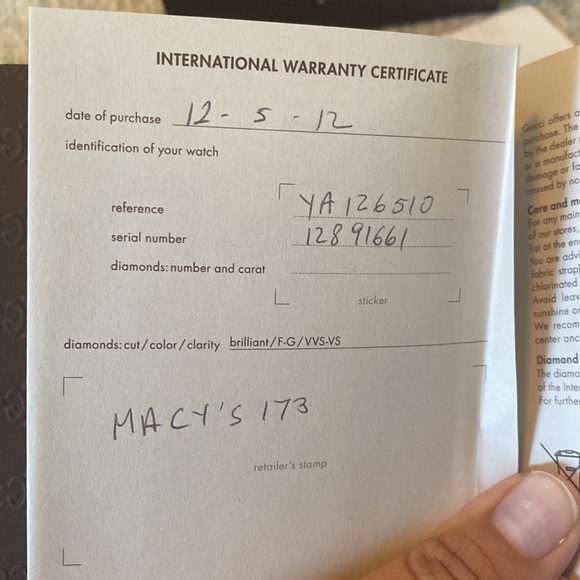 INTERNATIONAL WARRANTY CERTIFICATE
date of purchase 12 - 5 - 12
identification of your watch
reference YA126510
serial number 12891661
diamonds: number and carat
sticker
diamonds: cut/color/clarity brilliant/F-G/VVS-VS
MACY'S 173
retailer's stamp
Gucci offers a
purchase. The
by the dealer
or a manufact
damage or fa
caused by no
Care and m
For any main
of our stores,
list at the en
You are advi
fabric strap
chlorinated
Avoid leav
sunshine or
We recom
center onc
Diamond
The diamo
of the Inter
For further